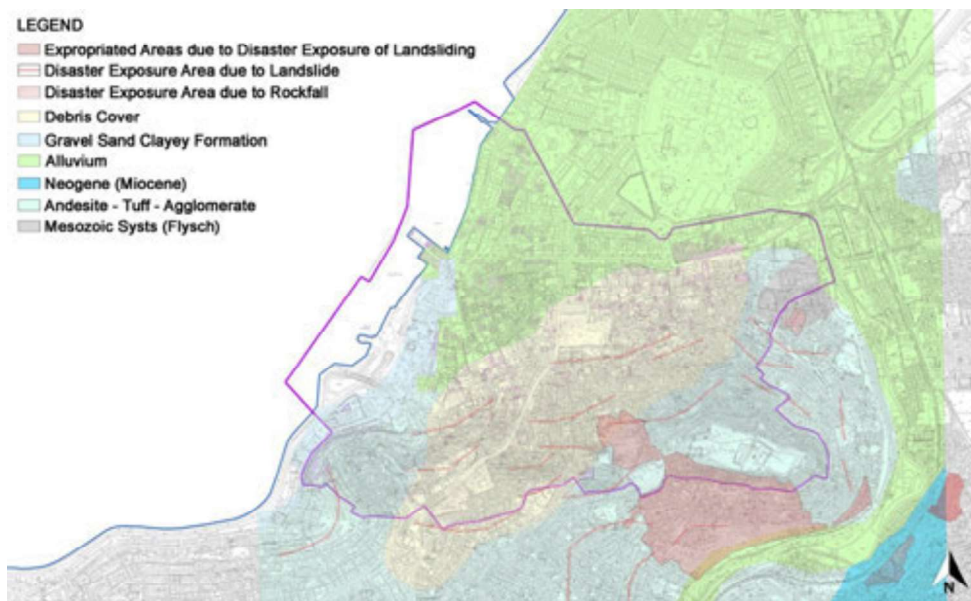 LEGEND
Expropriated Areas due to Disaster Exposure of Landsliding
Disaster Exposure Area due to Landslide
Disaster Exposure Area due to Rockfall
Debris Cover
Gravel Sand Clayey Formation
Alluvium
Neogene (Miocene)
Andesite - Tuff - Agglomerate
Mesozoic Systs (Flysch)
N